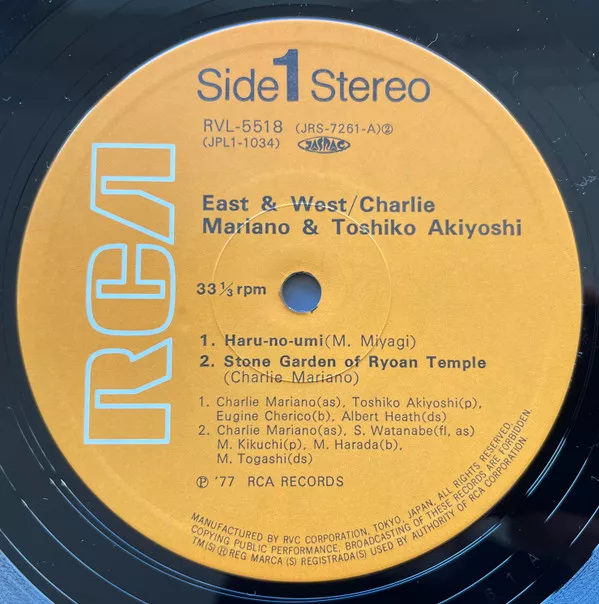 Side 1 Stereo
RVL-5518 (JRS-7261-A)②
(JPL1-1034) JASRAC
East & West/Charlie
Mariano & Toshiko Akiyoshi
33 ⅓ rpm
RCA
1. Haru-no-umi(M. Miyagi)
2. Stone Garden of Ryoan Temple
(Charlie Mariano)
1. Charlie Mariano(as), Toshiko Akiyoshi(p),
Eugine Cherico(b), Albert Heath(ds)
2. Charlie Mariano(as), S. Watanabe(fl, as)
M. Kikuchi(p), M. Harada(b),
M. Togashi(ds)
℗ '77 RCA RECORDS
MANUFACTURED BY RVC CORPORATION, TOKYO, JAPAN. ALL RIGHTS RESERVED.
COPYING PUBLIC PERFORMANCE, BROADCASTING OF THESE RECORDS ARE FORBIDDEN.
TM(S) ® REG MARCA (S) REGISTRADA(S) USED BY AUTHORITY OF RCA CORPORATION.
61A